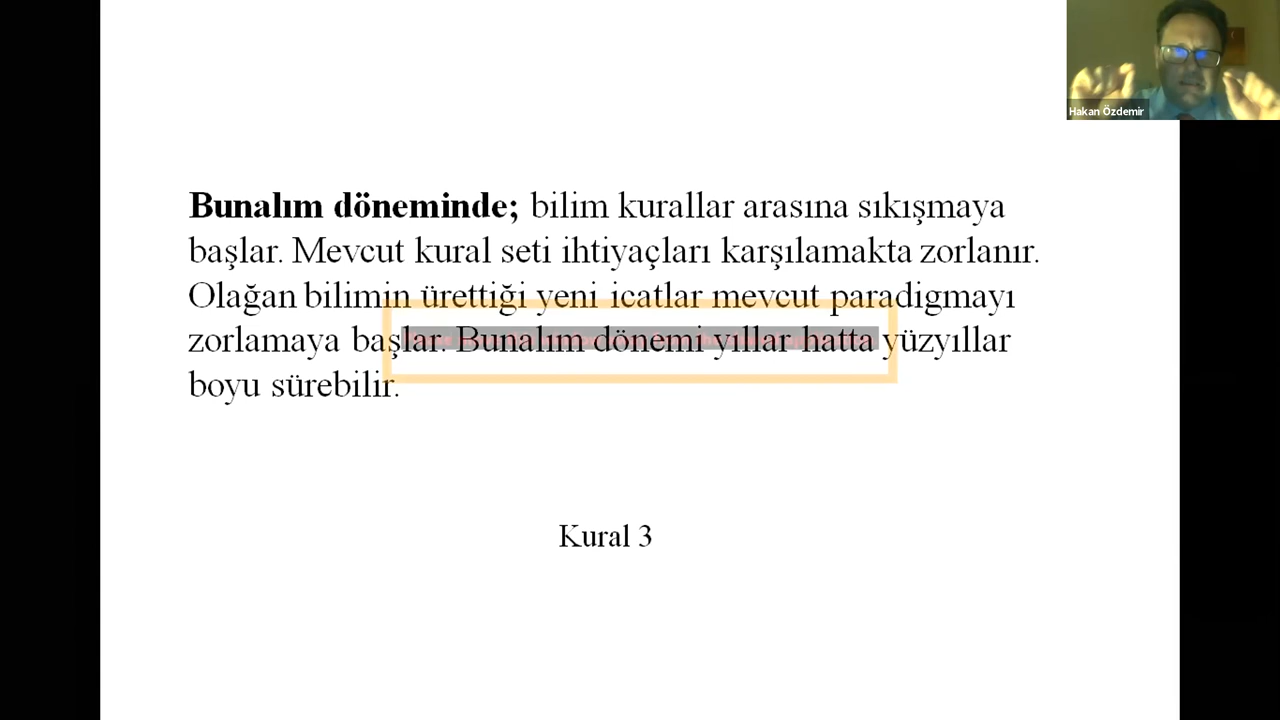 Hakan Özdemir
Bunalım döneminde; bilim kurallar arasına sıkışmaya
başlar. Mevcut kural seti ihtiyaçları karşılamakta zorlanır.
Olağan bilimin ürettiği yeni icatlar mevcut paradigmayı
zorlamaya başlar. Bunalım dönemi yıllar hatta yüzyıllar
boyu sürebilir.
Kural 3